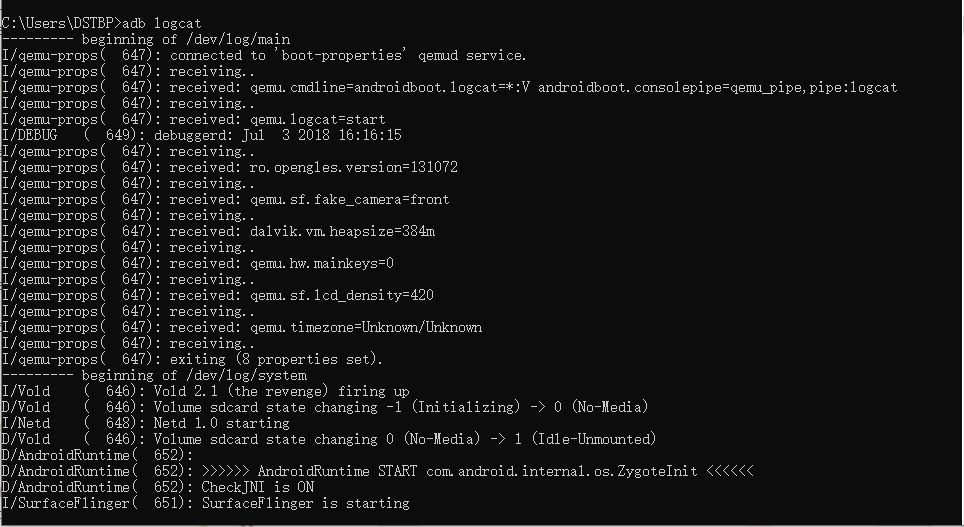 C:\Users\DSTBP>adb logcat
--------- beginning of /dev/log/main
I/qemu-props(  647): connected to 'boot-properties' qemud service.
I/qemu-props(  647): receiving..
I/qemu-props(  647): received: qemu.cmdline=androidboot.logcat=*:V androidboot.consolepipe=qemu_pipe,pipe:logcat
I/qemu-props(  647): receiving..
I/qemu-props(  647): received: qemu.logcat=start
I/DEBUG   (  649): debuggerd: Jul  3 2018 16:16:15
I/qemu-props(  647): receiving..
I/qemu-props(  647): received: ro.opengles.version=131072
I/qemu-props(  647): receiving..
I/qemu-props(  647): received: qemu.sf.fake_camera=front
I/qemu-props(  647): receiving..
I/qemu-props(  647): received: dalvik.vm.heapsize=384m
I/qemu-props(  647): receiving..
I/qemu-props(  647): received: qemu.hw.mainkeys=0
I/qemu-props(  647): receiving..
I/qemu-props(  647): received: qemu.sf.lcd_density=420
I/qemu-props(  647): receiving..
I/qemu-props(  647): received: qemu.timezone=Unknown/Unknown
I/qemu-props(  647): receiving..
I/qemu-props(  647): exiting (8 properties set).
--------- beginning of /dev/log/system
I/Vold    (  646): Vold 2.1 (the revenge) firing up
D/Vold    (  646): Volume sdcard state changing -1 (Initializing) -> 0 (No-Media)
I/Netd    (  648): Netd 1.0 starting
D/Vold    (  646): Volume sdcard state changing 0 (No-Media) -> 1 (Idle-Unmounted)
D/AndroidRuntime(  652):
D/AndroidRuntime(  652): >>>>>> AndroidRuntime START com.android.internal.os.ZygoteInit <<<<<<
D/AndroidRuntime(  652): CheckJNI is ON
I/SurfaceFlinger(  651): SurfaceFlinger is starting